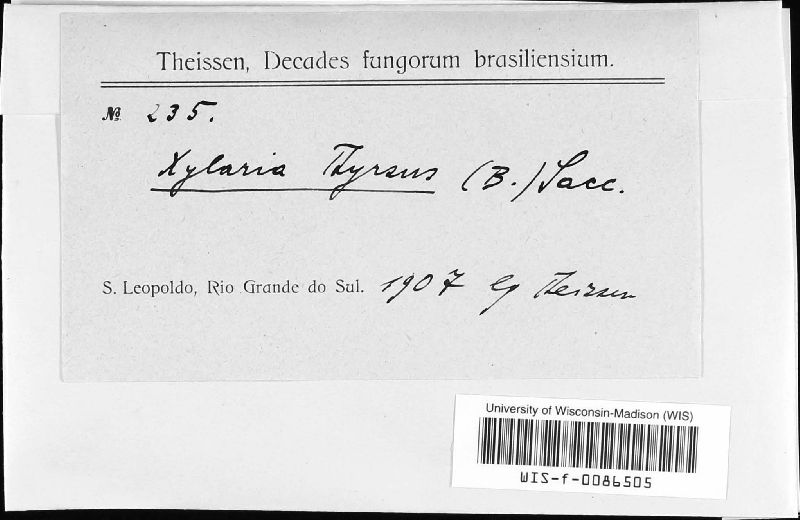 Theissen, Decades fungorum brasiliensium.
№ 235.
Xylaria Thyrsus (B.) Sacc.
S. Leopoldo, Rio Grande do Sul. 1907 lg Theissen
University of Wisconsin-Madison (WIS)
WIS-f-0086505